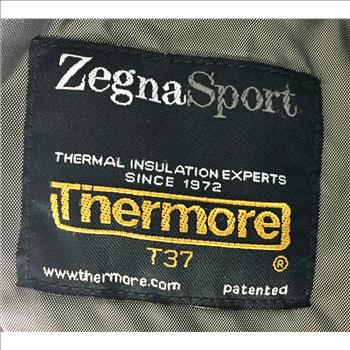 ZegnaSport
THERMAL INSULATION EXPERTS
SINCE 1972
Thermore
T37 ®
www.thermore.com patented